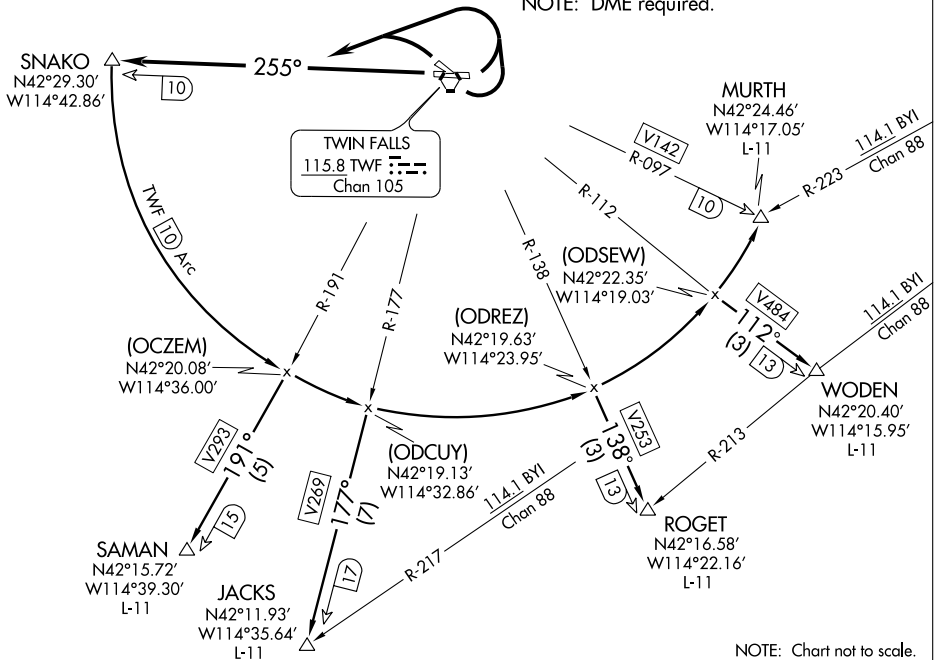 NOTE: DME required.
SNAKO
N42°29.30'
W114°42.86'
255°
10
TWIN FALLS
115.8 TWF
Chan 105
MURTH
N42°24.46'
W114°17.05'
L-11
114.1 BYI
Chan 88
R-223
V142
R-097
10
R-112
TWF 10 Arc
R-191
R-177
R-138
(ODSEW)
N42°22.35'
W114°19.03'
(ODREZ)
N42°19.63'
W114°23.95'
V484
112°
(3)
13
114.1 BYI
Chan 88
(OCZEM)
N42°20.08'
W114°36.00'
WODEN
N42°20.40'
W114°15.95'
L-11
R-213
(ODCUY)
N42°19.13'
W114°32.86'
V293
191°
(5)
15
V269
177°
(7)
17
V253
138°
(3)
13
114.1 BYI
Chan 88
R-217
SAMAN
N42°15.72'
W114°39.30'
L-11
JACKS
N42°11.93'
W114°35.64'
L-11
ROGET
N42°16.58'
W114°22.16'
L-11
NOTE: Chart not to scale.